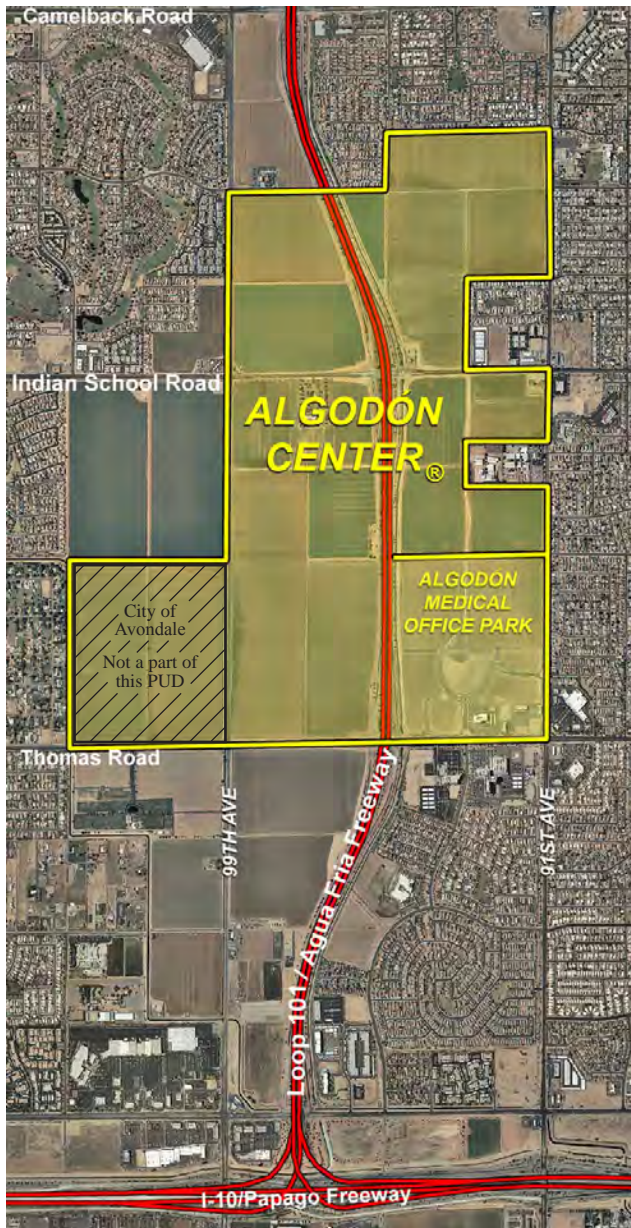 Camelback Road
Indian School Road
ALGODÓN
CENTER®
ALGODÓN
MEDICAL
OFFICE PARK
City of
Avondale
Not a part of
this PUD
Thomas Road
99TH AVE
Loop 101 / Agua Fria Freeway
91ST AVE
I-10/Papago Freeway